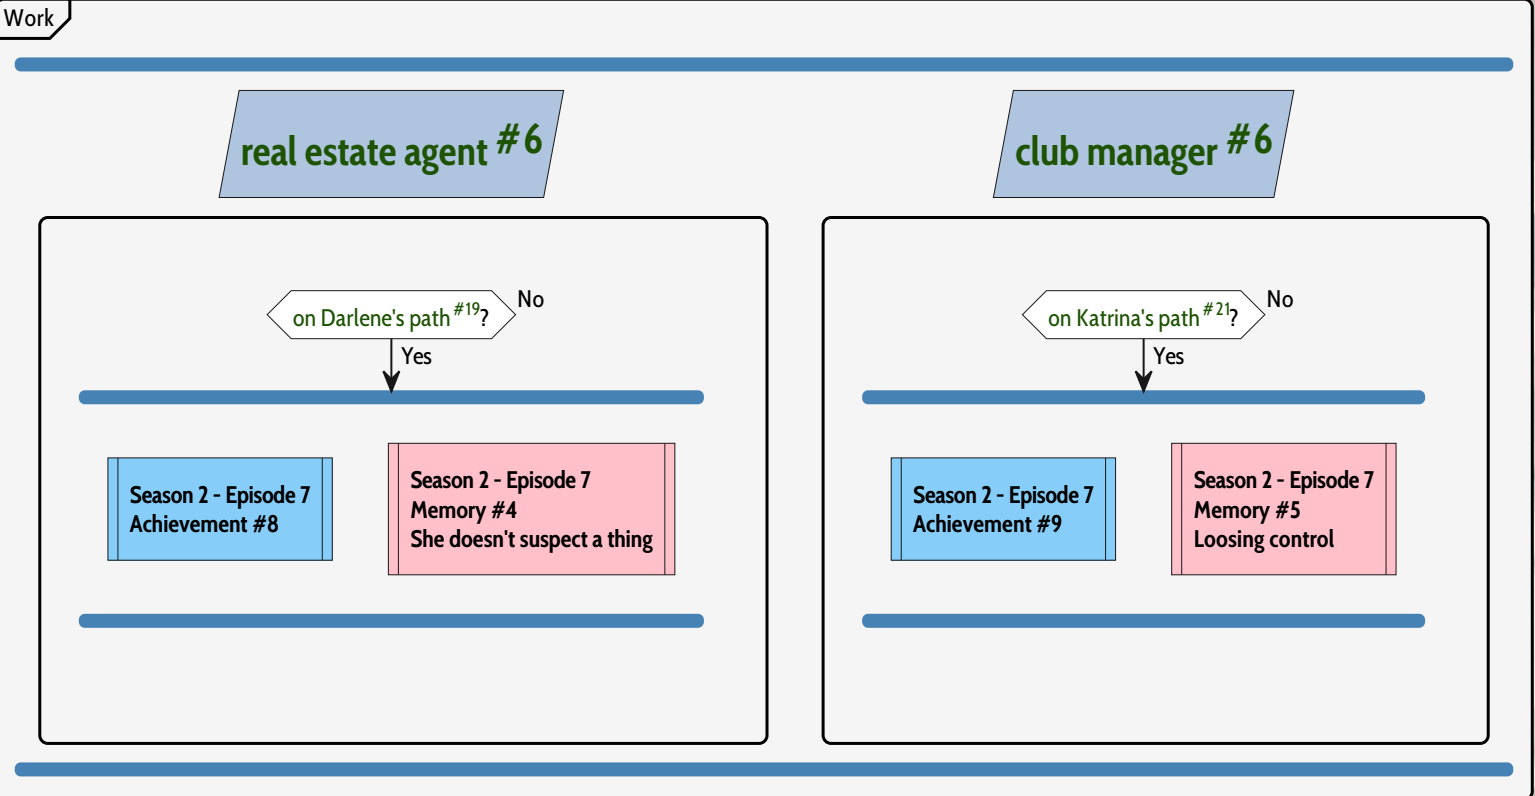 Work
real estate agent #6
on Darlene's path #19?
No
Yes
Season 2 - Episode 7
Achievement #8
Season 2 - Episode 7
Memory #4
She doesn't suspect a thing
club manager #6
on Katrina's path #21?
No
Yes
Season 2 - Episode 7
Achievement #9
Season 2 - Episode 7
Memory #5
Loosing control